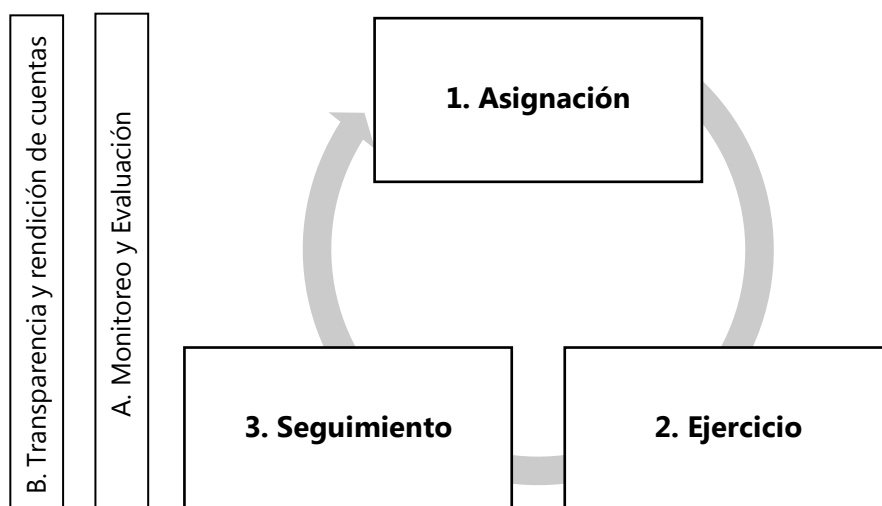 B. Transparencia y rendición de cuentas
A. Monitoreo y Evaluación
1. Asignación
3. Seguimiento
2. Ejercicio